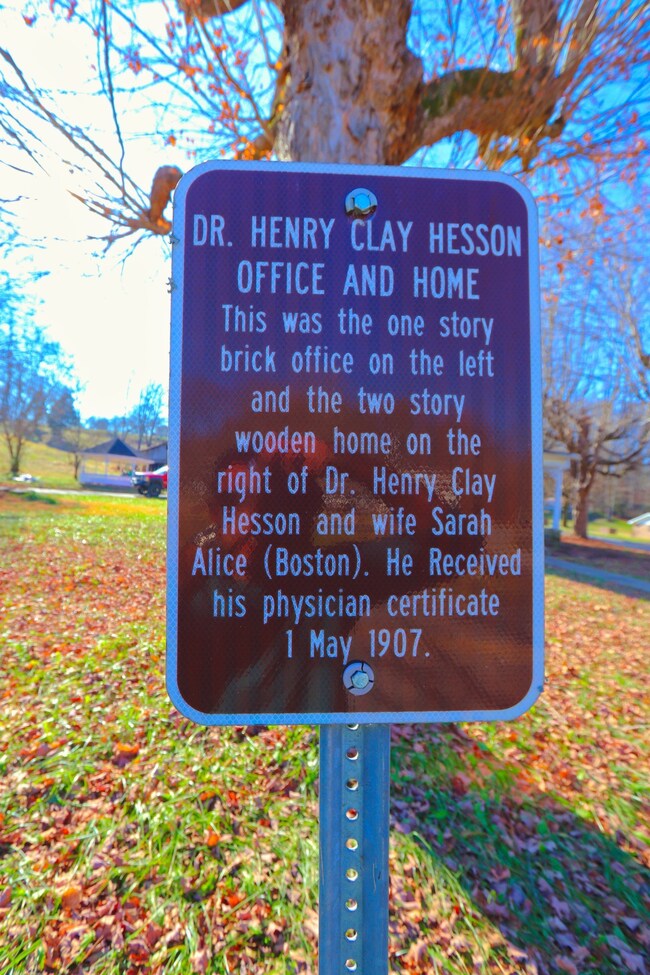 DR. HENRY CLAY HESSON
OFFICE AND HOME
This was the one story
brick office on the left
and the two story
wooden home on the
right of Dr. Henry Clay
Hesson and wife Sarah
Alice (Boston). He Received
his physician certificate
1 May 1907.